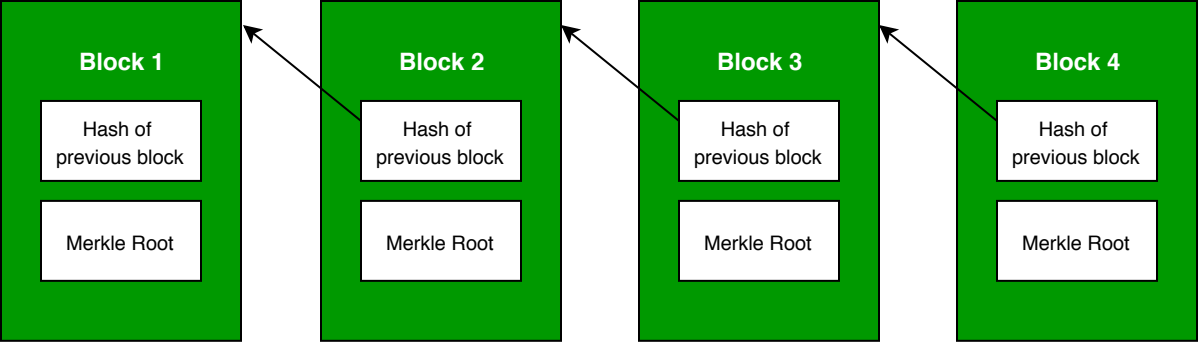 Block 1
Hash of
previous block
Merkle Root
Block 2
Hash of
previous block
Merkle Root
Block 3
Hash of
previous block
Merkle Root
Block 4
Hash of
previous block
Merkle Root